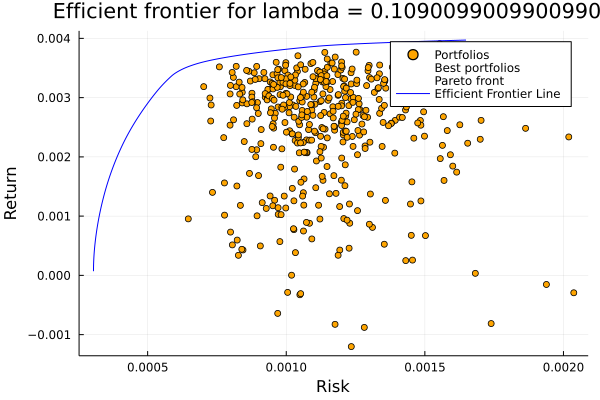 Efficient frontier for lambda = 0.1090099009900990
Return
0.004
0.003
0.002
0.001
0.000
−0.001
Portfolios
Best portfolios
Pareto front
Efficient Frontier Line
0.0005
0.0010
0.0015
0.0020
Risk